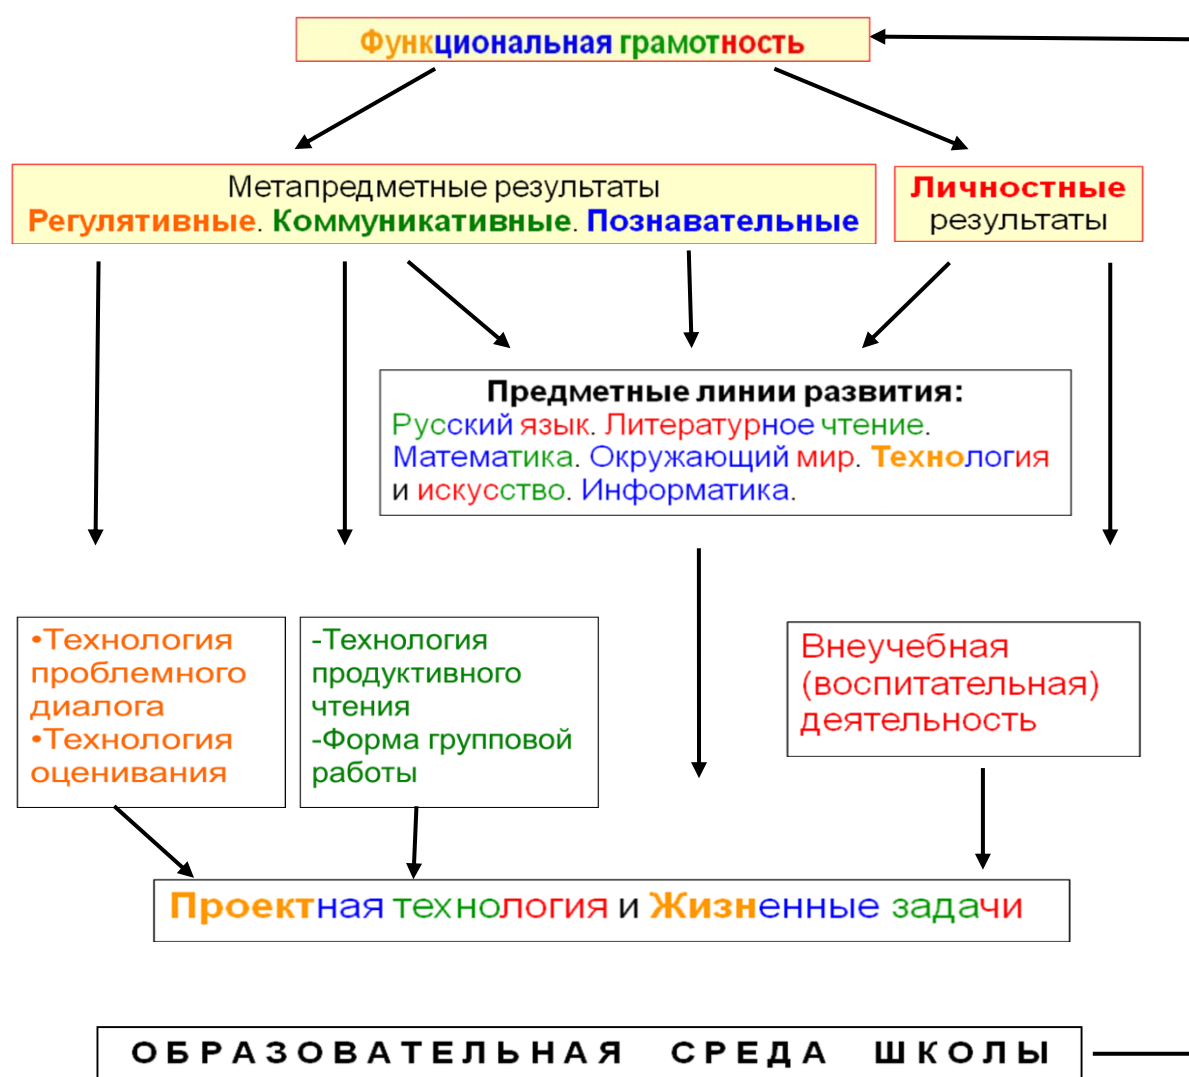 Функциональная грамотность
Метапредметные результаты
Регулятивные. Коммуникативные. Познавательные
Личностные
результаты
Предметные линии развития:
Русский язык. Литературное чтение.
Математика. Окружающий мир. Технология
и искусство. Информатика.
•Технология
проблемного
диалога
•Технология
оценивания
-Технология
продуктивного
чтения
-Форма групповой
работы
Внеучебная
(воспитательная)
деятельность
Проектная технология и Жизненные задачи
ОБРАЗОВАТЕЛЬНАЯ СРЕДА ШКОЛЫ